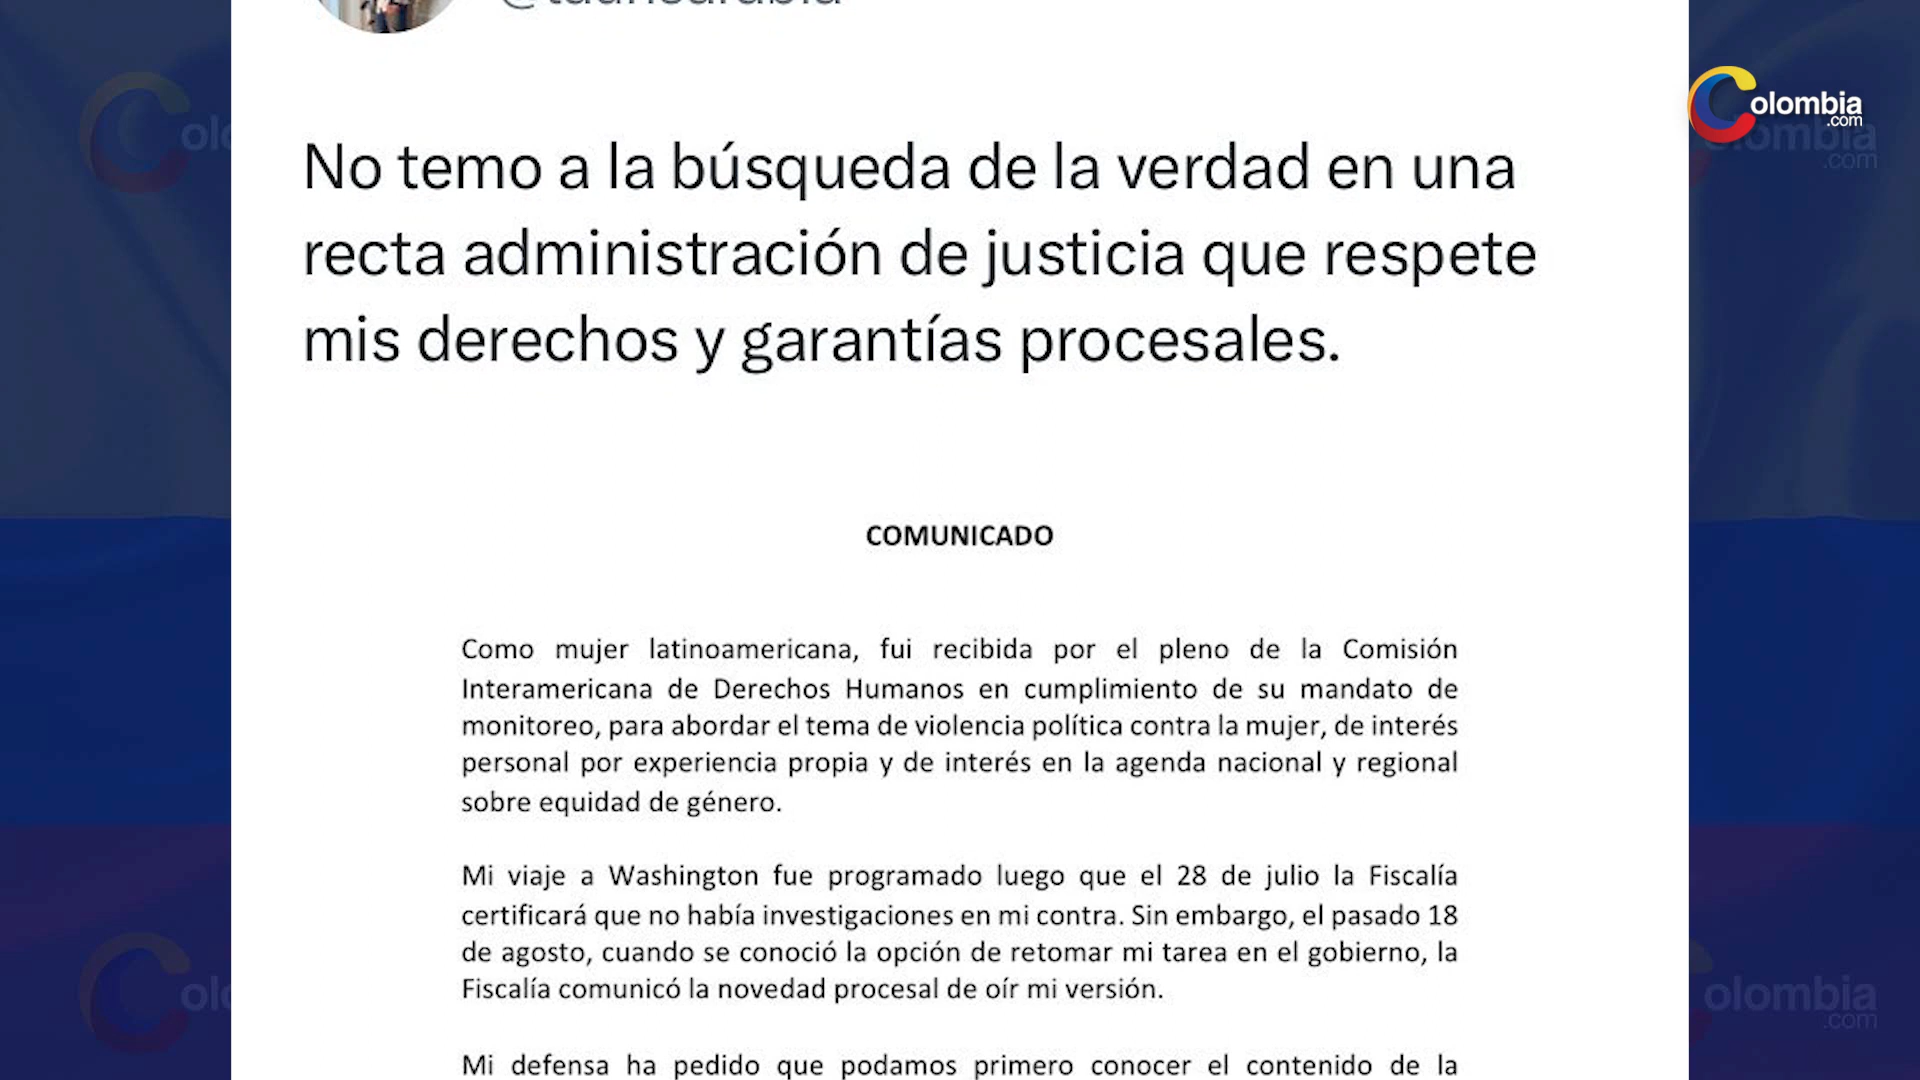 Colombia
.com
No temo a la búsqueda de la verdad en una
recta administración de justicia que respete
mis derechos y garantías procesales.
COMUNICADO
Como mujer latinoamericana, fui recibida por el pleno de la Comisión
Interamericana de Derechos Humanos en cumplimiento de su mandato de
monitoreo, para abordar el tema de violencia política contra la mujer, de interés
personal por experiencia propia y de interés en la agenda nacional y regional
sobre equidad de género.
Mi viaje a Washington fue programado luego que el 28 de julio la Fiscalía
certificará que no había investigaciones en mi contra. Sin embargo, el pasado 18
de agosto, cuando se conoció la opción de retomar mi tarea en el gobierno, la
Fiscalía comunicó la novedad procesal de oír mi versión.
Mi defensa ha pedido que podamos primero conocer el contenido de la
olombia
.com